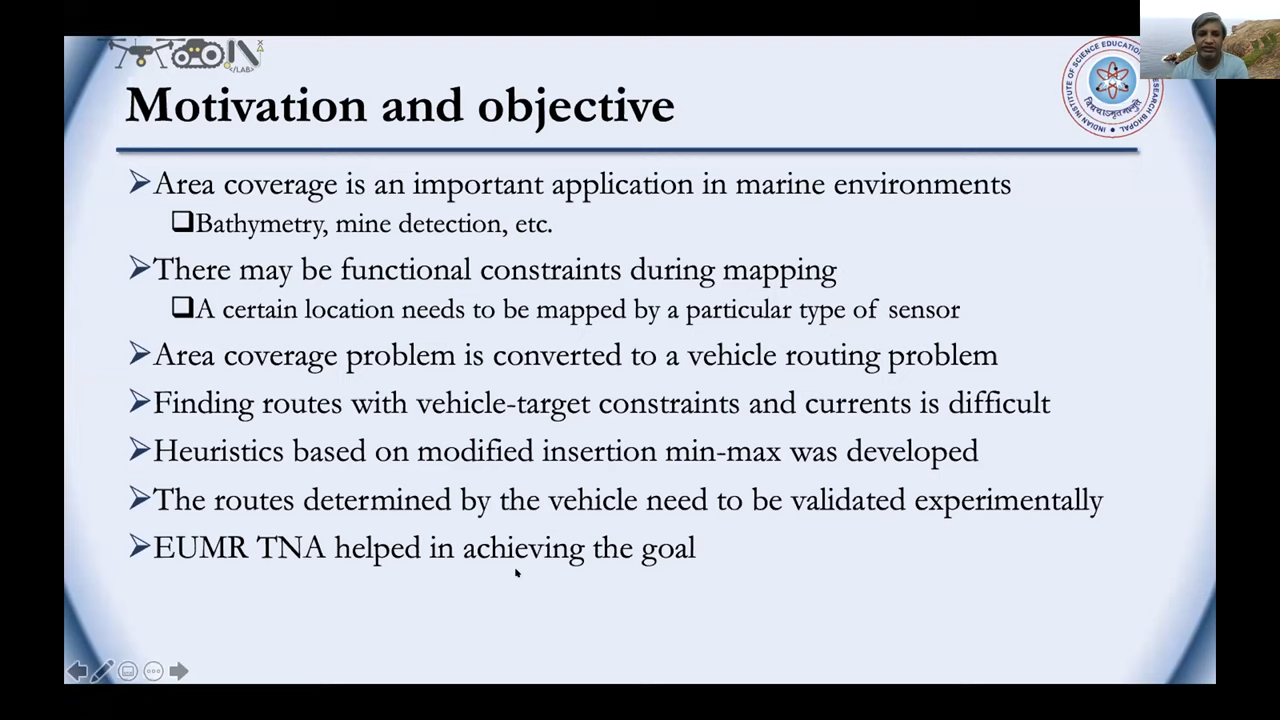 </LAB>
Motivation and objective
Area coverage is an important application in marine environments
Bathymetry, mine detection, etc.
There may be functional constraints during mapping
A certain location needs to be mapped by a particular type of sensor
Area coverage problem is converted to a vehicle routing problem
Finding routes with vehicle-target constraints and currents is difficult
Heuristics based on modified insertion min-max was developed
The routes determined by the vehicle need to be validated experimentally
EUMR TNA helped in achieving the goal